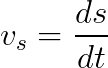 v_s = \frac{ds}{dt}